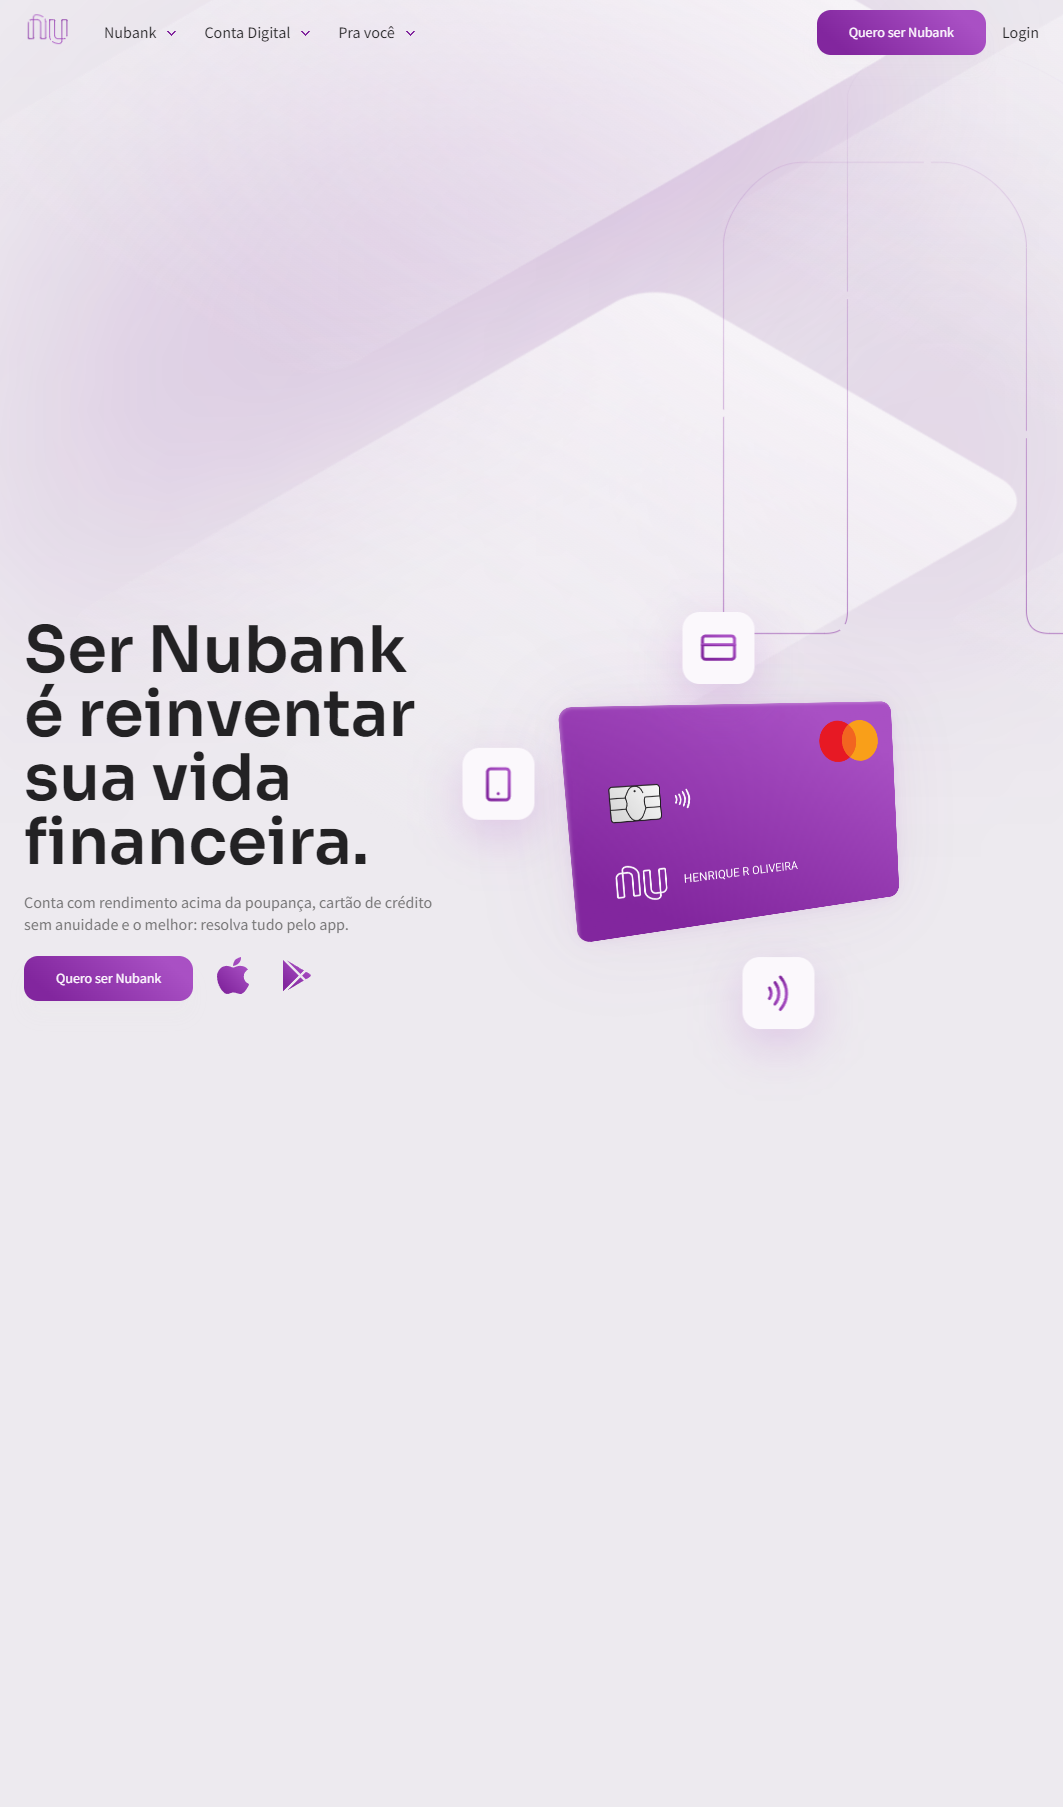 nu
Nubank
Conta Digital
Pra você
Quero ser Nubank
Login
Ser Nubank
é reinventar
sua vida
financeira.
Conta com rendimento acima da poupança, cartão de crédito
sem anuidade e o melhor: resolva tudo pelo app.
Quero ser Nubank
nu
HENRIQUE R OLIVEIRA